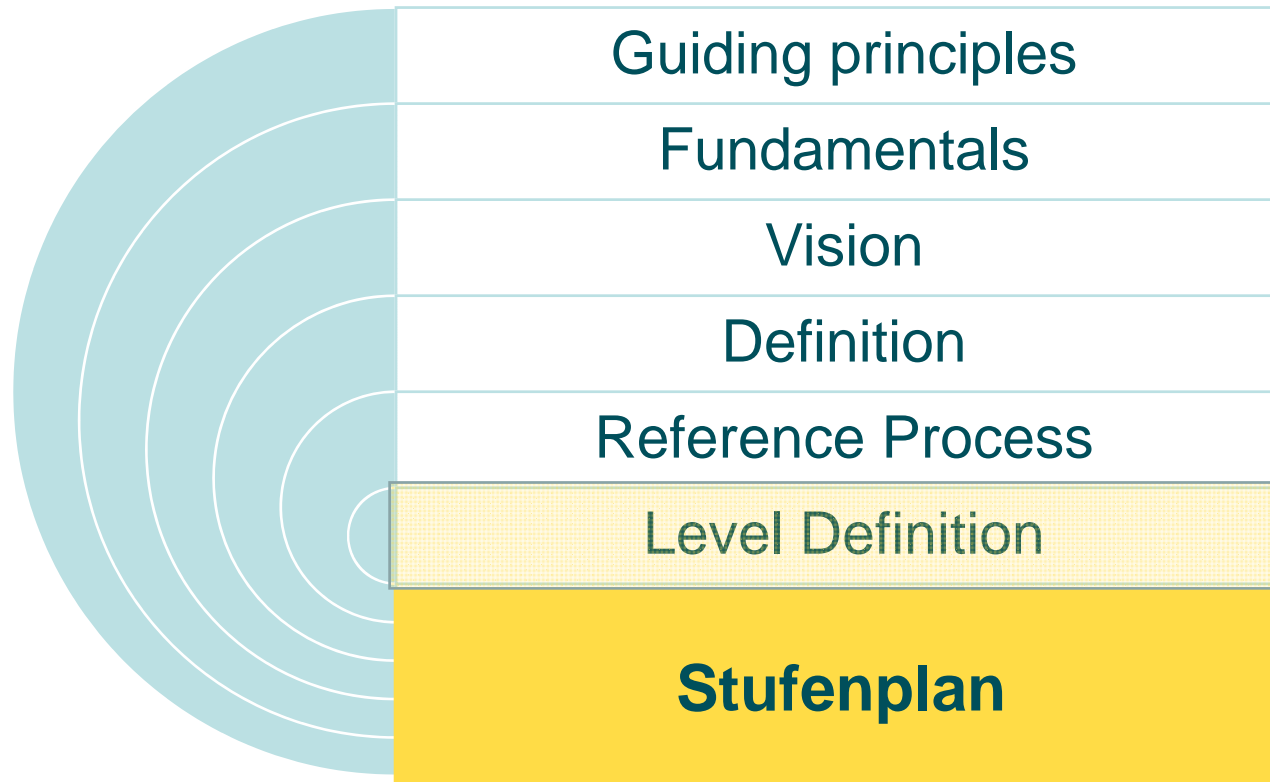 Guiding principles
Fundamentals
Vision
Definition
Reference Process
Level Definition
Stufenplan